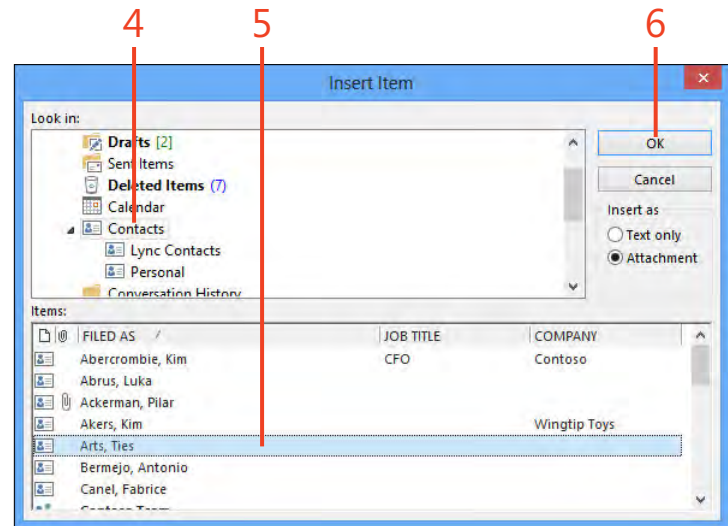 4 5 6
Insert Item
Look in:
Drafts [2]
Sent Items
Deleted Items (7)
Calendar
Contacts
Lync Contacts
Personal
Conversation History
OK
Cancel
Insert as
Text only
Attachment
Items:
FILED AS JOB TITLE COMPANY
Abercrombie, Kim CFO Contoso
Abrus, Luka
Ackerman, Pilar
Akers, Kim Wingtip Toys
Arts, Ties
Bermejo, Antonio
Canel, Fabrice
Contoso Team